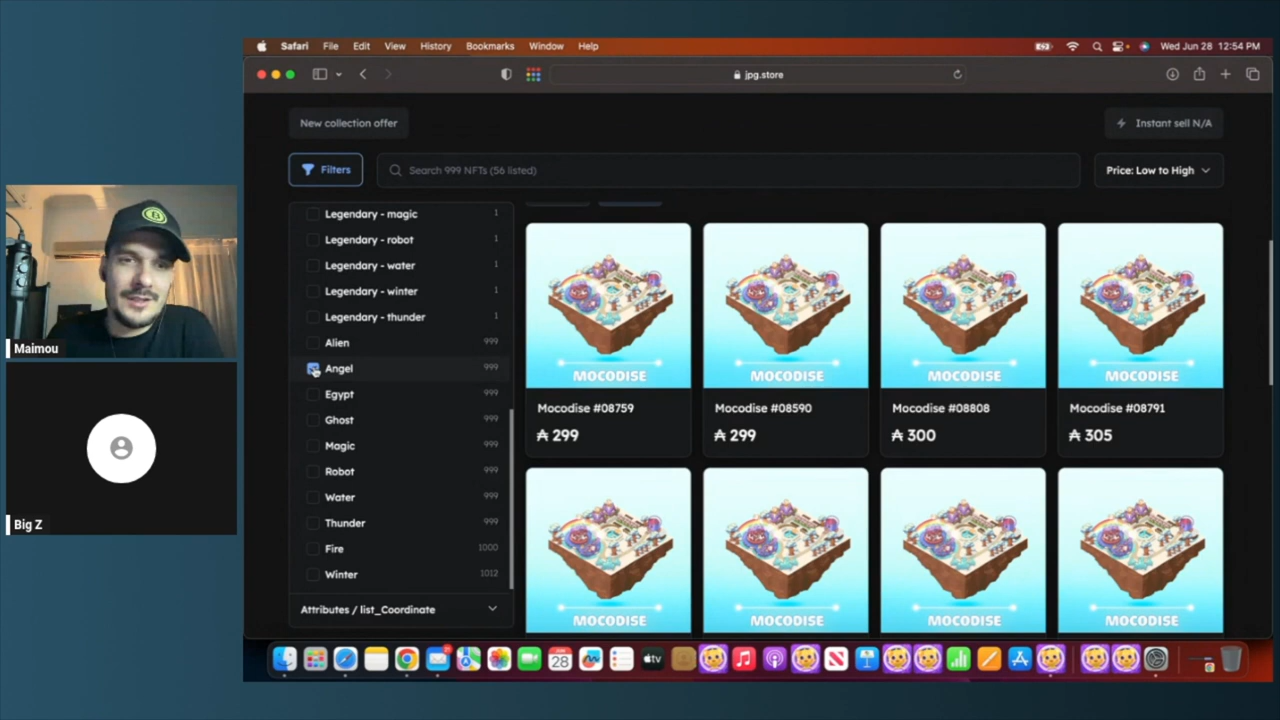 Safari File Edit View History Bookmarks Window Help
Wed Jun 28 12:54 PM
jpg.store
New collection offer
Instant sell N/A
Filters
Search 999 NFTs (56 listed)
Price: Low to High
Legendary - magic 1
Legendary - robot 1
Legendary - water 1
Legendary - winter 1
Legendary - thunder 1
Alien 999
Angel 999
Egypt 999
Ghost 999
Magic 999
Robot 999
Water 999
Thunder 999
Fire 1000
Winter 1012
Attributes / list_Coordinate
MOCODISE
MOCODISE
MOCODISE
MOCODISE
Mocodise #08759
₳ 299
Mocodise #08590
₳ 299
Mocodise #08808
₳ 300
Mocodise #08791
₳ 305
MOCODISE
MOCODISE
MOCODISE
MOCODISE
Maimou
Big Z
28
tv